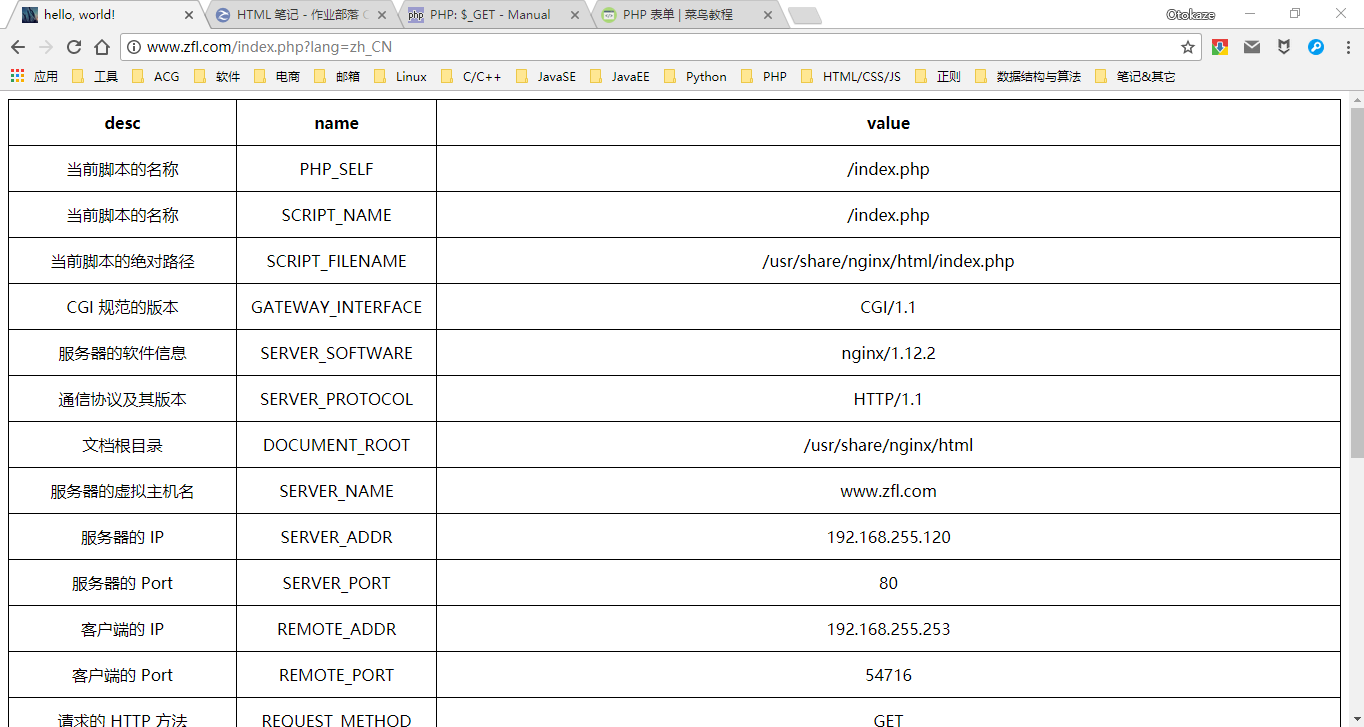 hello, world!
HTML 笔记 - 作业部落
PHP: $_GET - Manual
PHP 表单 | 菜鸟教程
Otokaze
www.zfl.com/index.php?lang=zh_CN
应用 工具 ACG 软件 电商 邮箱 Linux C/C++ JavaSE JavaEE Python PHP HTML/CSS/JS 正则 数据结构与算法 笔记&其它
desc name value
当前脚本的名称 PHP_SELF /index.php
当前脚本的名称 SCRIPT_NAME /index.php
当前脚本的绝对路径 SCRIPT_FILENAME /usr/share/nginx/html/index.php
CGI 规范的版本 GATEWAY_INTERFACE CGI/1.1
服务器的软件信息 SERVER_SOFTWARE nginx/1.12.2
通信协议及其版本 SERVER_PROTOCOL HTTP/1.1
文档根目录 DOCUMENT_ROOT /usr/share/nginx/html
服务器的虚拟主机名 SERVER_NAME www.zfl.com
服务器的 IP SERVER_ADDR 192.168.255.120
服务器的 Port SERVER_PORT 80
客户端的 IP REMOTE_ADDR 192.168.255.253
客户端的 Port REMOTE_PORT 54716
请求的 HTTP 方法 REQUEST_METHOD GET